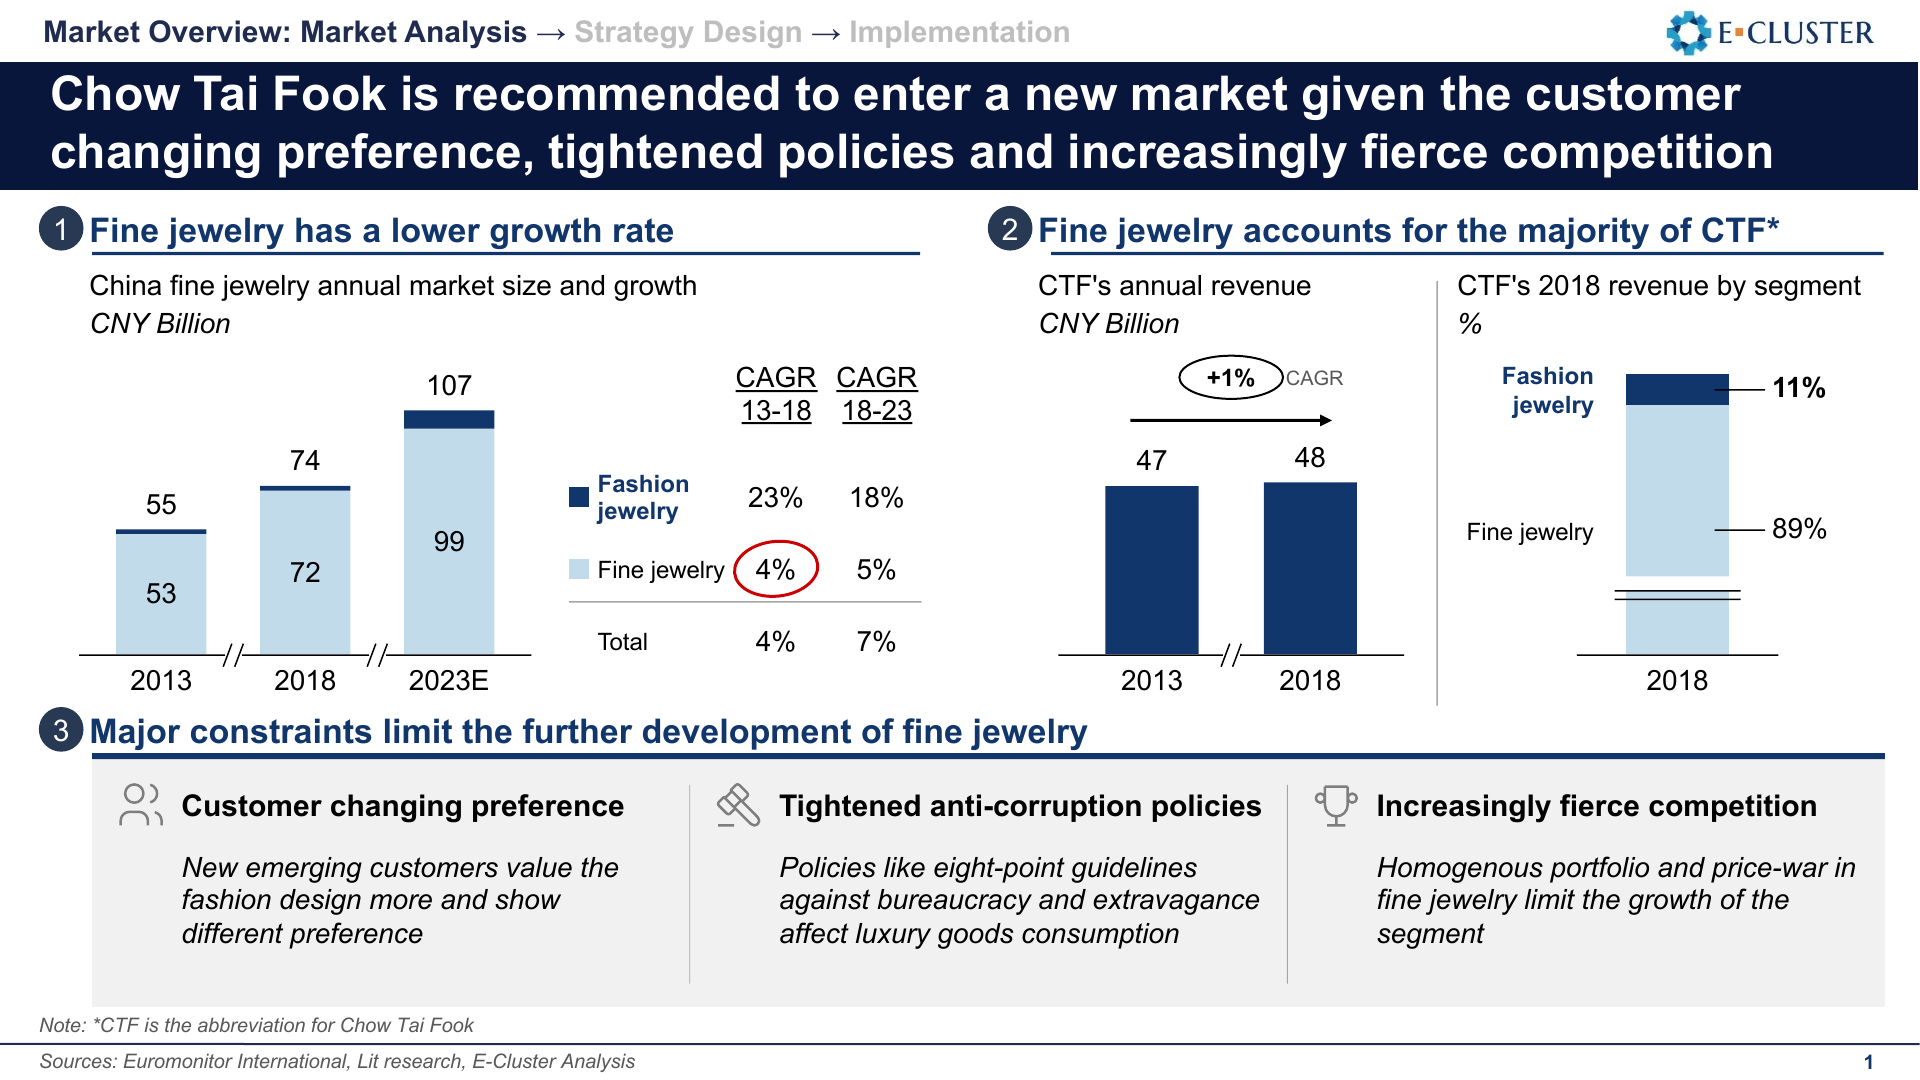 Market Overview: Market Analysis → Strategy Design → Implementation
E·CLUSTER
Chow Tai Fook is recommended to enter a new market given the customer
changing preference, tightened policies and increasingly fierce competition
1 Fine jewelry has a lower growth rate
China fine jewelry annual market size and growth
CNY Billion
55
74
107
53
72
99
2013
2018
2023E
CAGR CAGR
13-18 18-23
Fashion
jewelry
23% 18%
Fine jewelry 4% 5%
Total 4% 7%
2 Fine jewelry accounts for the majority of CTF*
CTF's annual revenue
CNY Billion
+1% CAGR
47
48
2013
2018
CTF's 2018 revenue by segment
%
Fashion
jewelry
11%
Fine jewelry
89%
2018
3 Major constraints limit the further development of fine jewelry
Customer changing preference
New emerging customers value the
fashion design more and show
different preference
Tightened anti-corruption policies
Policies like eight-point guidelines
against bureaucracy and extravagance
affect luxury goods consumption
Increasingly fierce competition
Homogenous portfolio and price-war in
fine jewelry limit the growth of the
segment
Note: *CTF is the abbreviation for Chow Tai Fook
Sources: Euromonitor International, Lit research, E-Cluster Analysis
1